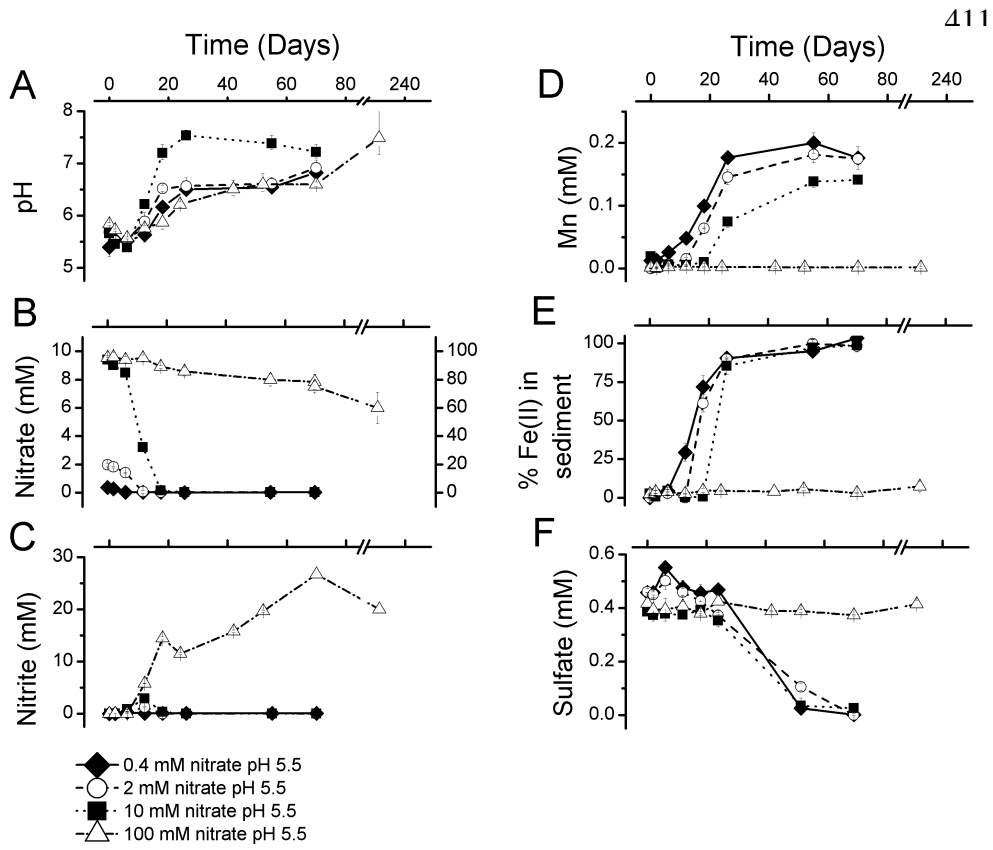 411
Time (Days)
0 20 40 60 80 240
A
8
7
6
5
pH
B
10
8
6
4
2
0
Nitrate (mM)
100
80
60
40
20
0
C
30
20
10
0
Nitrite (mM)
Time (Days)
0 20 40 60 80 240
D
0.2
0.1
0.0
Mn (mM)
E
100
75
50
25
0
% Fe(II) in
sediment
F
0.6
0.4
0.2
0.0
Sulfate (mM)
0.4 mM nitrate pH 5.5
2 mM nitrate pH 5.5
10 mM nitrate pH 5.5
100 mM nitrate pH 5.5